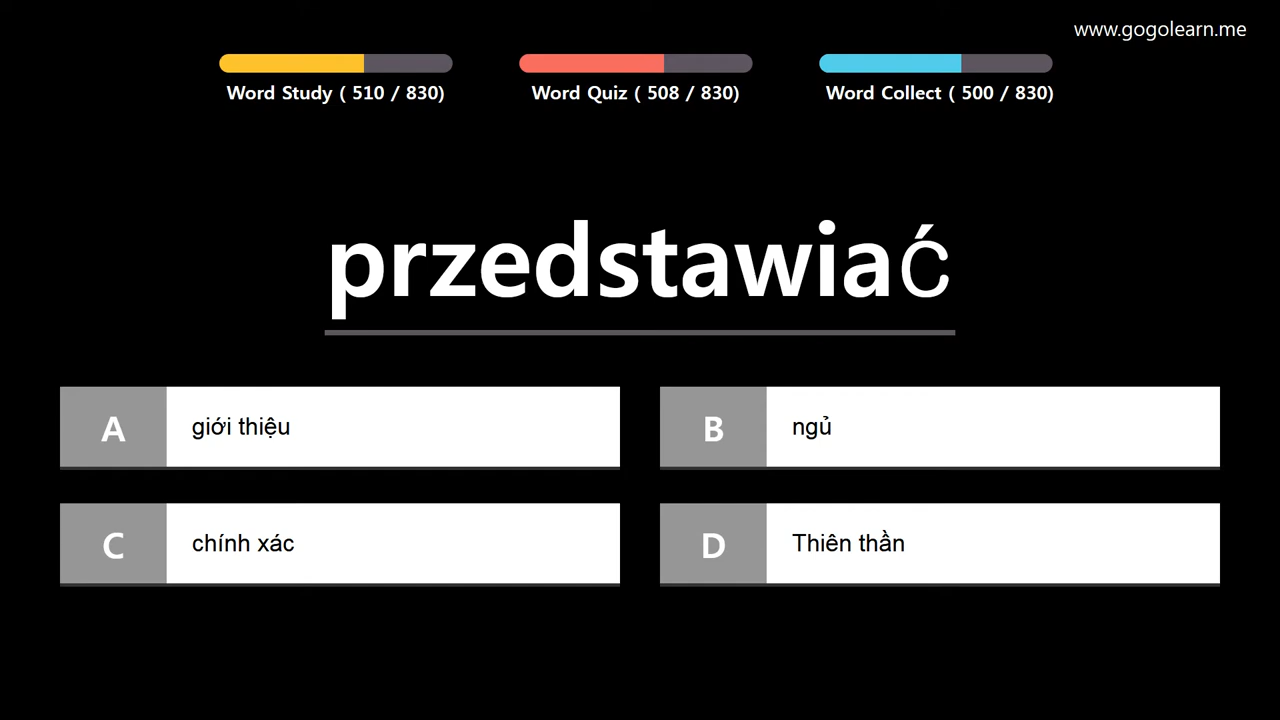 www.gogolearn.me
Word Study ( 510 / 830)
Word Quiz ( 508 / 830)
Word Collect ( 500 / 830)
przedstawiać
A giới thiệu
B ngủ
C chính xác
D Thiên thần